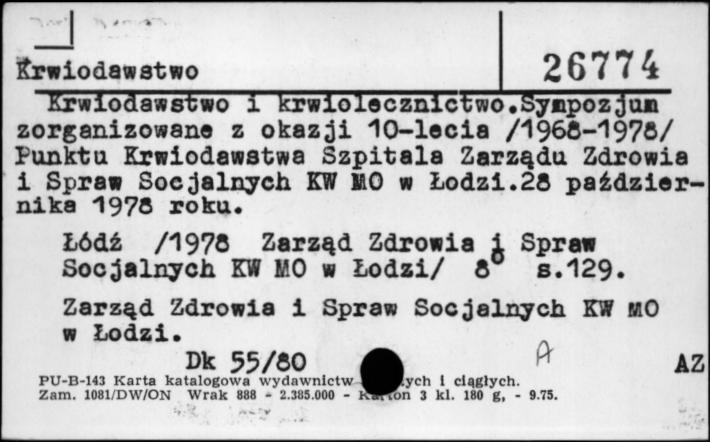 26774
Krwiodawstwo
Krwiodawstwo i krwiolecznictwo.Sympozjum
zorganizowane z okazji 10-lecia /1968-1978/
Punktu Krwiodawstwa Szpitala Zarządu Zdrowia
i Spraw Socjalnych KW MO w Łodzi.28 paździer-
nika 1978 roku.
Łódź /1978 Zarząd Zdrowia i Spraw
Socjalnych KW MO w Łodzi/ 8° s.129.
Zarząd Zdrowia i Spraw Socjalnych KW MO
w Łodzi.
Dk 55/80 A AZ
PU-B-143 Karta katalogowa wydawnictw ych i ciągłych.
Zam. 1081/DW/ON Wrak 888 - 2.385.000 - Karton 3 kl. 180 g, - 9.75.